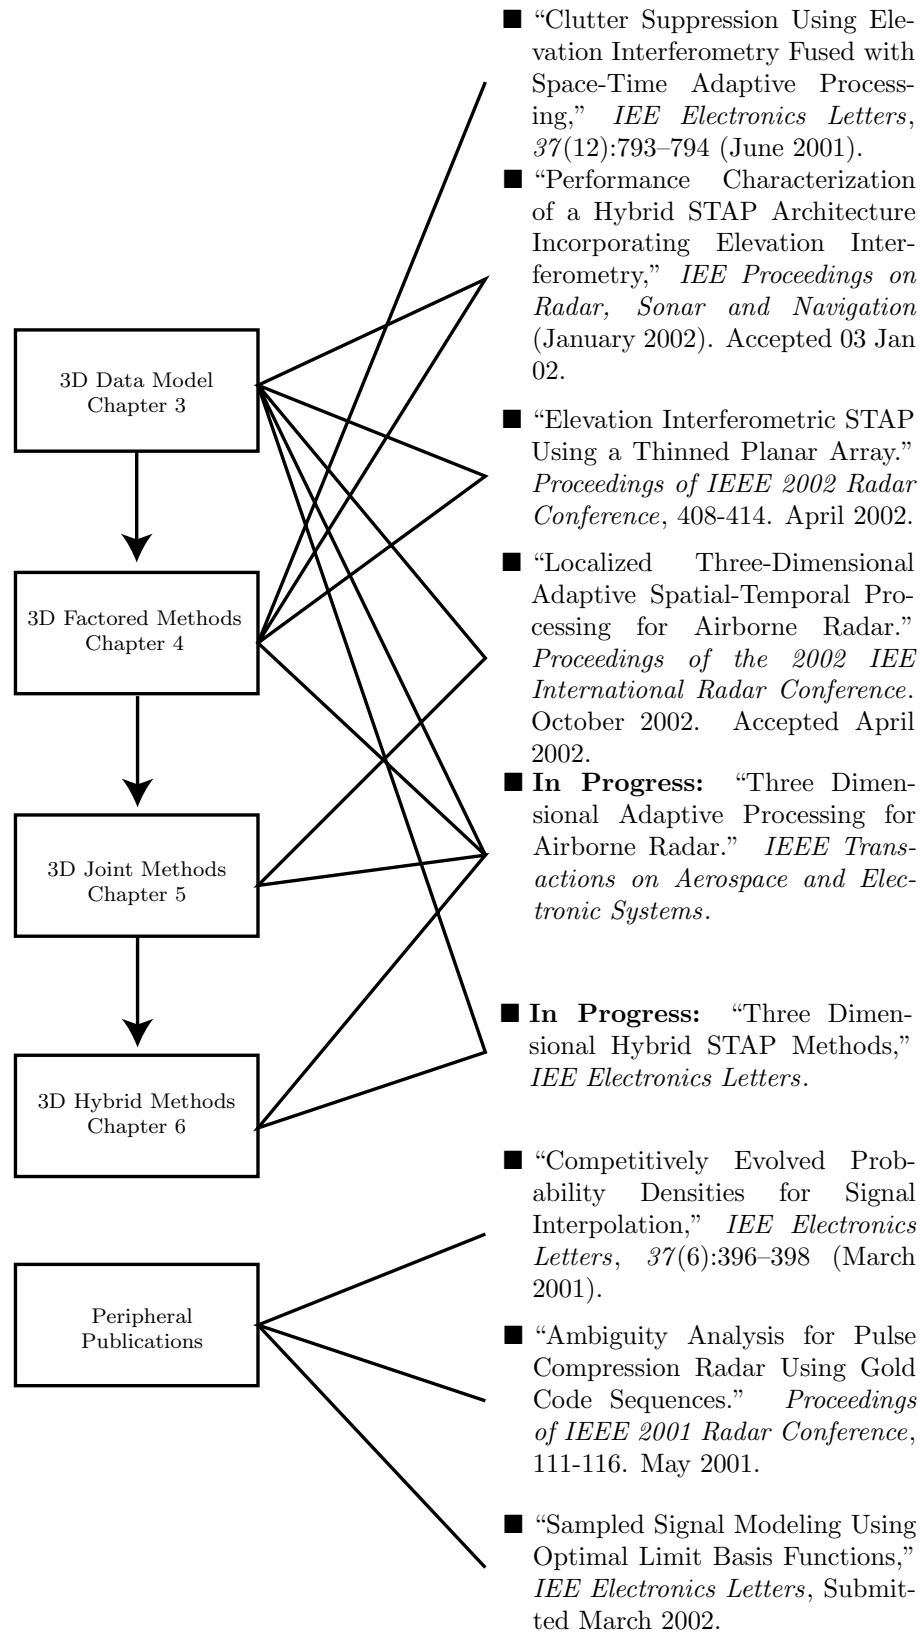 ■ “Clutter Suppression Using Ele-
vation Interferometry Fused with
Space-Time Adaptive Process-
ing,” IEE Electronics Letters,
37(12):793–794 (June 2001).
■ “Performance Characterization
of a Hybrid STAP Architecture
Incorporating Elevation Inter-
ferometry,” IEE Proceedings on
Radar, Sonar and Navigation
(January 2002). Accepted 03 Jan
02.
3D Data Model
Chapter 3
■ “Elevation Interferometric STAP
Using a Thinned Planar Array.”
Proceedings of IEEE 2002 Radar
Conference, 408-414. April 2002.
■ “Localized Three-Dimensional
Adaptive Spatial-Temporal Pro-
cessing for Airborne Radar.”
Proceedings of the 2002 IEE
International Radar Conference.
October 2002. Accepted April
2002.
3D Factored Methods
Chapter 4
■ In Progress: “Three Dimen-
sional Adaptive Processing for
Airborne Radar.” IEEE Trans-
actions on Aerospace and Elec-
tronic Systems.
3D Joint Methods
Chapter 5
■ In Progress: “Three Dimen-
sional Hybrid STAP Methods,”
IEE Electronics Letters.
3D Hybrid Methods
Chapter 6
■ “Competitively Evolved Prob-
ability Densities for Signal
Interpolation,” IEE Electronics
Letters, 37(6):396–398 (March
2001).
Peripheral
Publications
■ “Ambiguity Analysis for Pulse
Compression Radar Using Gold
Code Sequences.” Proceedings
of IEEE 2001 Radar Conference,
111-116. May 2001.
■ “Sampled Signal Modeling Using
Optimal Limit Basis Functions,”
IEE Electronics Letters, Submit-
ted March 2002.